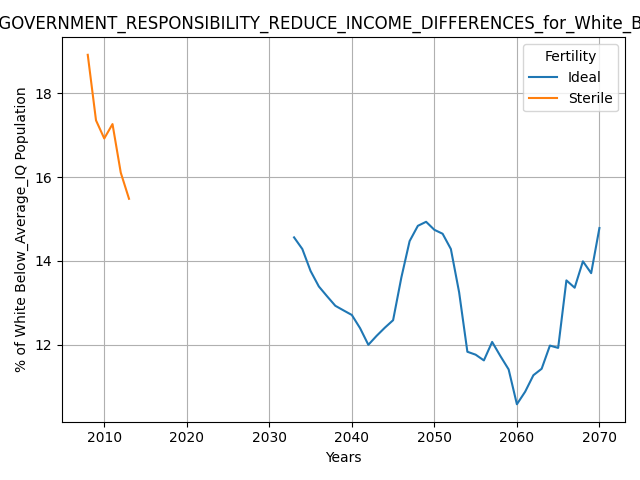 GOVERNMENT_RESPONSIBILITY_REDUCE_INCOME_DIFFERENCES_for_White_B
Fertility
Ideal
Sterile
% of White Below_Average_IQ Population
18
16
14
12
2010 2020 2030 2040 2050 2060 2070
Years